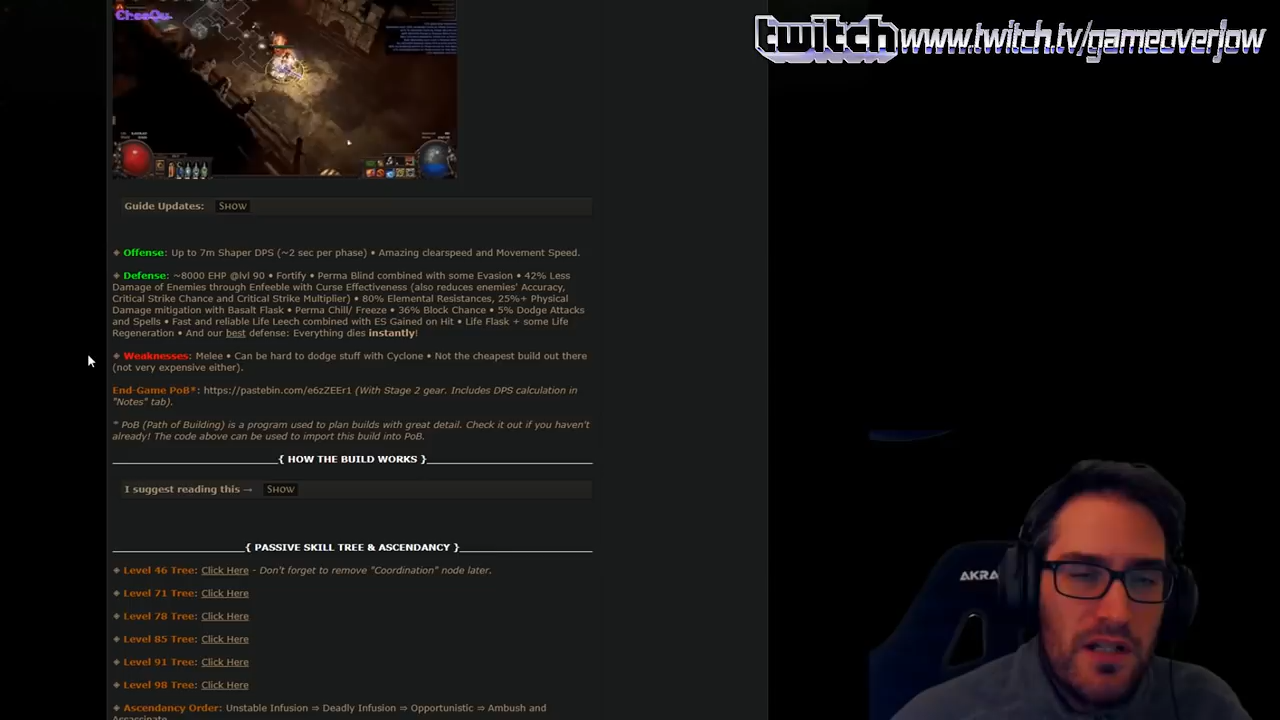 twitch www.twitch.tv/gameoverjow
Guide Updates: SHOW
Offense: Up to 7m Shaper DPS (~2 sec per phase) • Amazing clearspeed and Movement Speed.
Defense: ~8000 EHP @lvl 90 • Fortify • Perma Blind combined with some Evasion • 42% Less
Damage of Enemies through Enfeeble with Curse Effectiveness (also reduces enemies' Accuracy,
Critical Strike Chance and Critical Strike Multiplier) • 80% Elemental Resistances, 25%+ Physical
Damage mitigation with Basalt Flask • Perma Chill/ Freeze • 36% Block Chance • 5% Dodge Attacks
and Spells • Fast and reliable Life Leech combined with ES Gained on Hit • Life Flask + some Life
Regeneration • And our best defense: Everything dies instantly!
Weaknesses: Melee • Can be hard to dodge stuff with Cyclone • Not the cheapest build out there
(not very expensive either).
End-Game PoB*: https://pastebin.com/e6zZEEr1 (With Stage 2 gear. Includes DPS calculation in
"Notes" tab).
* PoB (Path of Building) is a program used to plan builds with great detail. Check it out if you haven't
already! The code above can be used to import this build into PoB.
{ HOW THE BUILD WORKS }
I suggest reading this → SHOW
{ PASSIVE SKILL TREE & ASCENDANCY }
Level 46 Tree: Click Here - Don't forget to remove "Coordination" node later.
Level 71 Tree: Click Here
Level 78 Tree: Click Here
Level 85 Tree: Click Here
Level 91 Tree: Click Here
Level 98 Tree: Click Here
Ascendancy Order: Unstable Infusion ⇒ Deadly Infusion ⇒ Opportunistic ⇒ Ambush and
Assassinate
AKRA